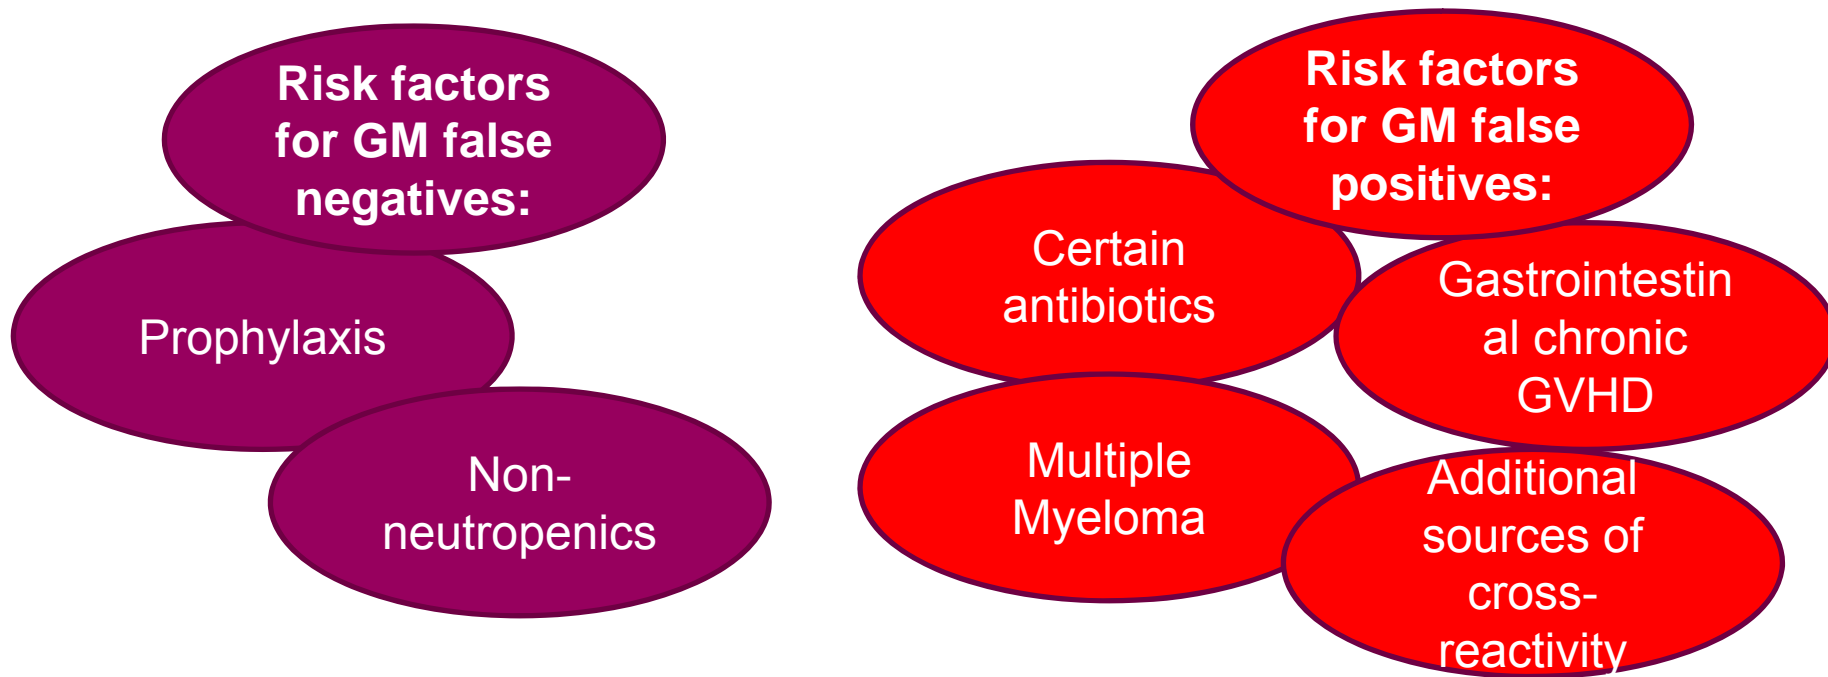 Risk factors
for GM false
negatives:
Prophylaxis
Non-
neutropenics
Risk factors
for GM false
positives:
Certain
antibiotics
Gastrointestin
al chronic
GVHD
Multiple
Myeloma
Additional
sources of
cross-
reactivity